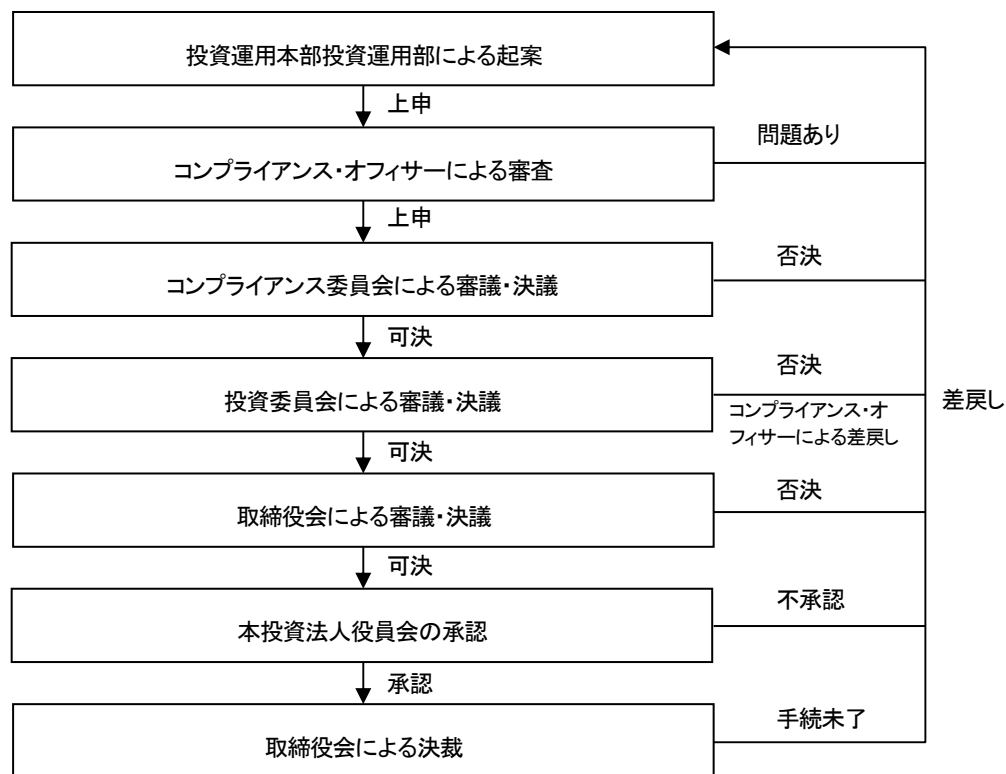 投資運用本部投資運用部による起案
上申
問題あり
コンプライアンス・オフィサーによる審査
上申
否決
コンプライアンス委員会による審議・決議
可決
否決
投資委員会による審議・決議
コンプライアンス・オ
フィサーによる差戻し
差戻し
可決
否決
取締役会による審議・決議
可決
不承認
本投資法人役員会の承認
承認
手続未了
取締役会による決裁